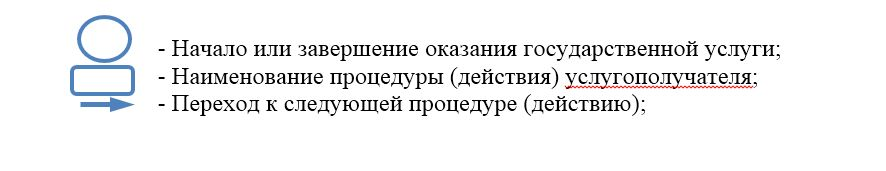 - Начало или завершение оказания государственной услуги;
- Наименование процедуры (действия) услугополучателя;
- Переход к следующей процедуре (действию);